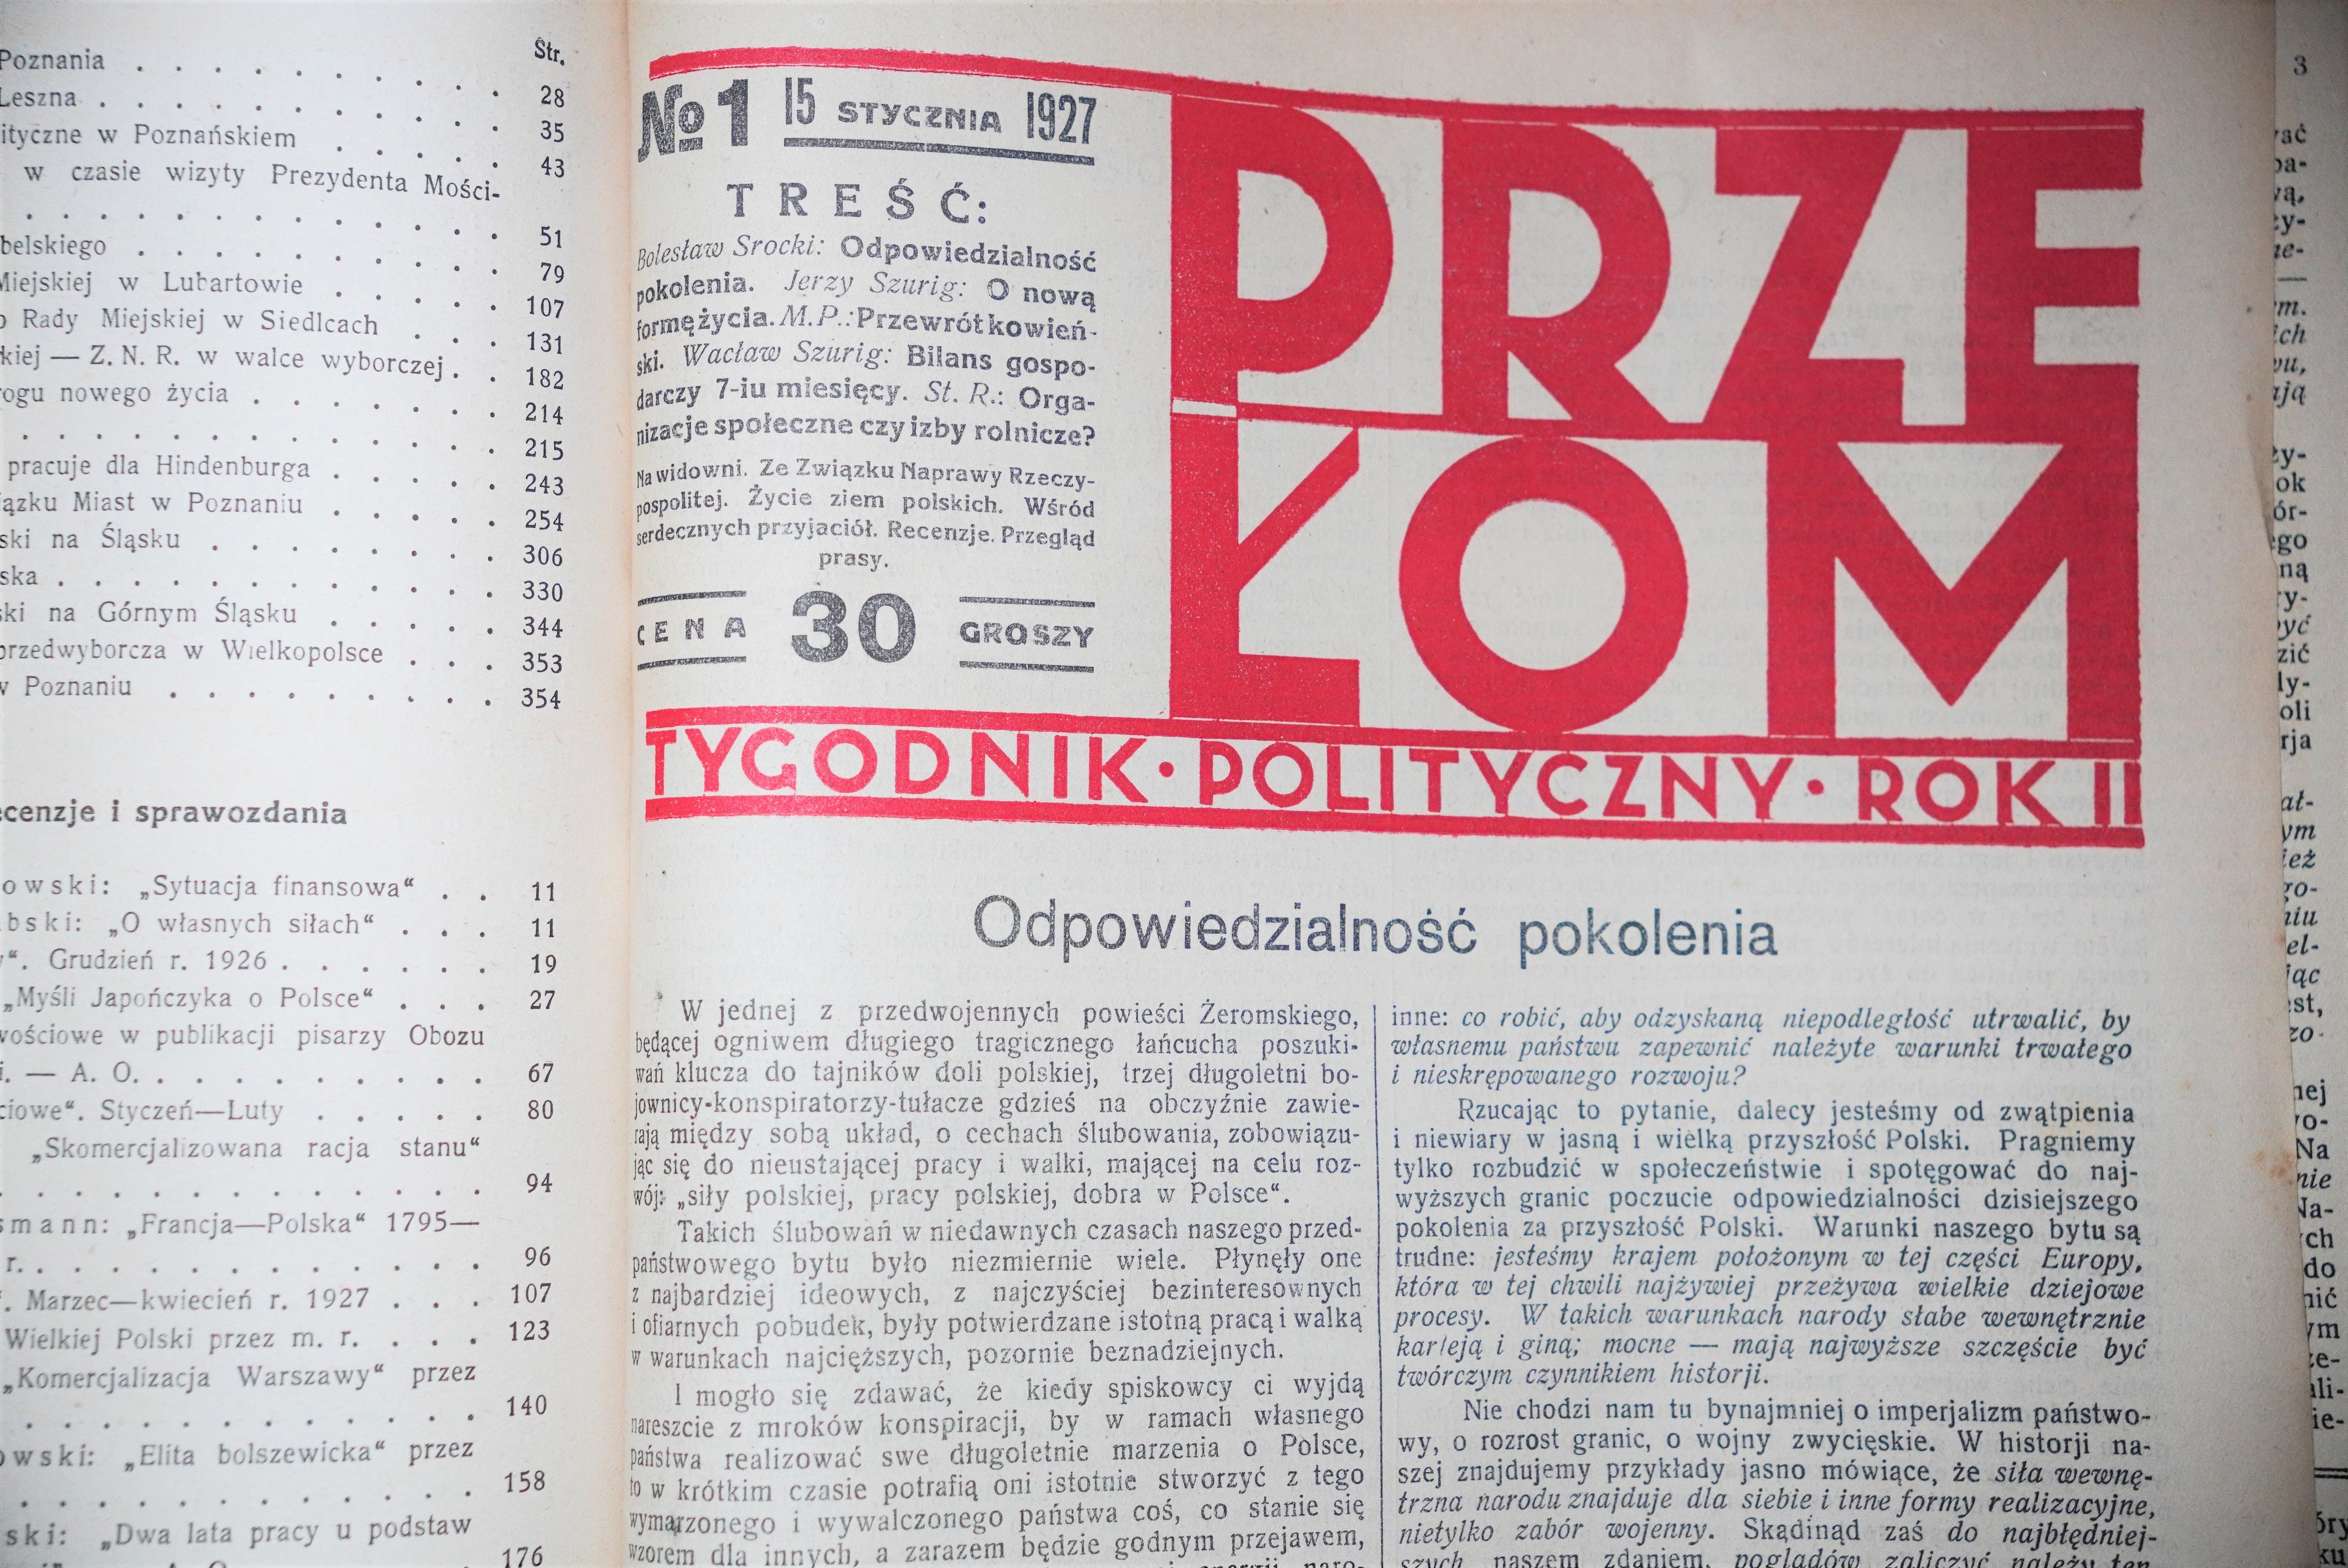 Str.
Poznania . . . . . . . . . . 28
Leszna . . . . . . . . . . . 35
ityczne w Poznańskiem . . . . . 43
w czasie wizyty Prezydenta Mości-
. . . . . . . . . . . . . 51
belskiego . . . . . . . . . . 79
Miejskiej w Lubartowie . . . . . 107
Rady Miejskiej w Siedlcach . . . 131
kiej — Z. N. R. w walce wyborczej . . 182
rogu nowego życia . . . . . . . 214
. . . . . . . . . . . . . 215
pracuje dla Hindenburga . . . . . 243
iązku Miast w Poznaniu . . . . . 254
ski na Śląsku . . . . . . . . 306
ska . . . . . . . . . . . . 330
ski na Górnym Śląsku . . . . . 344
przedwyborcza w Wielkopolsce . . . 353
w Poznaniu . . . . . . . . . 354
ecenzje i sprawozdania
owski: „Sytuacja finansowa“ . . 11
bski: „O własnych siłach“ . . . 11
“. Grudzień r. 1926 . . . . . . 19
„Myśli Japończyka o Polsce“ . . . 27
wościowe w publikacji pisarzy Obozu
i. — A. O. . . . . . . . . . 67
ciowe“. Styczeń—Luty . . . . . 80
„Skomercjalizowana racja stanu“
. . . . . . . . . . . . . 94
smann: „Francja—Polska“ 1795—
r. . . . . . . . . . . . . 96
“. Marzec—kwiecień r. 1927 . . . 107
Wielkiej Polski przez m. r. . . . 123
„Komercjalizacja Warszawy“ przez
. . . . . . . . . . . . . 140
owski: „Elita bolszewicka“ przez
. . . . . . . . . . . . . 158
ski: „Dwa lata pracy u podstaw
176
No 1 15 STYCZNIA 1927
TREŚĆ:
Bolesław Srocki: Odpowiedzialność
pokolenia. Jerzy Szurig: O nową
formę życia. M. P.: Przewrót kowień-
ski. Wacław Szurig: Bilans gospo-
darczy 7-iu miesięcy. St. R.: Orga-
nizacje społeczne czy izby rolnicze?
Na widowni. Ze Związku Naprawy Rzeczy-
pospolitej. Życie ziem polskich. Wśród
serdecznych przyjaciół. Recenzje. Przegląd
prasy.
CENA 30 GROSZY
PRZE
ŁOM
TYGODNIK · POLITYCZNY · ROK II
Odpowiedzialność pokolenia
W jednej z przedwojennych powieści Żeromskiego,
będącej ogniwem długiego tragicznego łańcucha poszuki-
wań klucza do tajników doli polskiej, trzej długoletni bo-
jownicy-konspiratorzy-tułacze gdzieś na obczyźnie zawie-
rają między sobą układ, o cechach ślubowania, zobowiązu-
jąc się do nieustającej pracy i walki, mającej na celu roz-
wój: „siły polskiej, pracy polskiej, dobra w Polsce“.
Takich ślubowań w niedawnych czasach naszego przed-
państwowego bytu było niezmiernie wiele. Płynęły one
z najbardziej ideowych, z najczyściej bezinteresownych
i ofiarnych pobudek, były potwierdzane istotną pracą i walką
w warunkach najcięższych, pozornie beznadziejnych.
I mogło się zdawać, że kiedy spiskowcy ci wyjdą
nareszcie z mroków konspiracji, by w ramach własnego
państwa realizować swe długoletnie marzenia o Polsce,
to w krótkim czasie potrafią oni istotnie stworzyć z tego
wymarzonego i wywalczonego państwa coś, co stanie się
wzorem dla innych, a zarazem będzie godnym przejawem,
inne: co robić, aby odzyskaną niepodległość utrwalić, by
własnemu państwu zapewnić należyte warunki trwałego
i nieskrępowanego rozwoju?
Rzucając to pytanie, dalecy jesteśmy od zwątpienia
i niewiary w jasną i wielką przyszłość Polski. Pragniemy
tylko rozbudzić w społeczeństwie i spotęgować do naj-
wyższych granic poczucie odpowiedzialności dzisiejszego
pokolenia za przyszłość Polski. Warunki naszego bytu są
trudne: jesteśmy krajem położonym w tej części Europy,
która w tej chwili najżywiej przeżywa wielkie dziejowe
procesy. W takich warunkach narody słabe wewnętrznie
karleją i giną; mocne — mają najwyższe szczęście być
twórczym czynnikiem historji.
Nie chodzi nam tu bynajmniej o imperjalizm państwo-
wy, o rozrost granic, o wojny zwycięskie. W historji na-
szej znajdujemy przykłady jasno mówiące, że siła wewnę-
trzna narodu znajduje dla siebie i inne formy realizacyjne,
nietylko zabór wojenny. Skądinąd zaś do najbłędniej-
szych, naszem zdaniem, poglądów zaliczyć należy ten
3